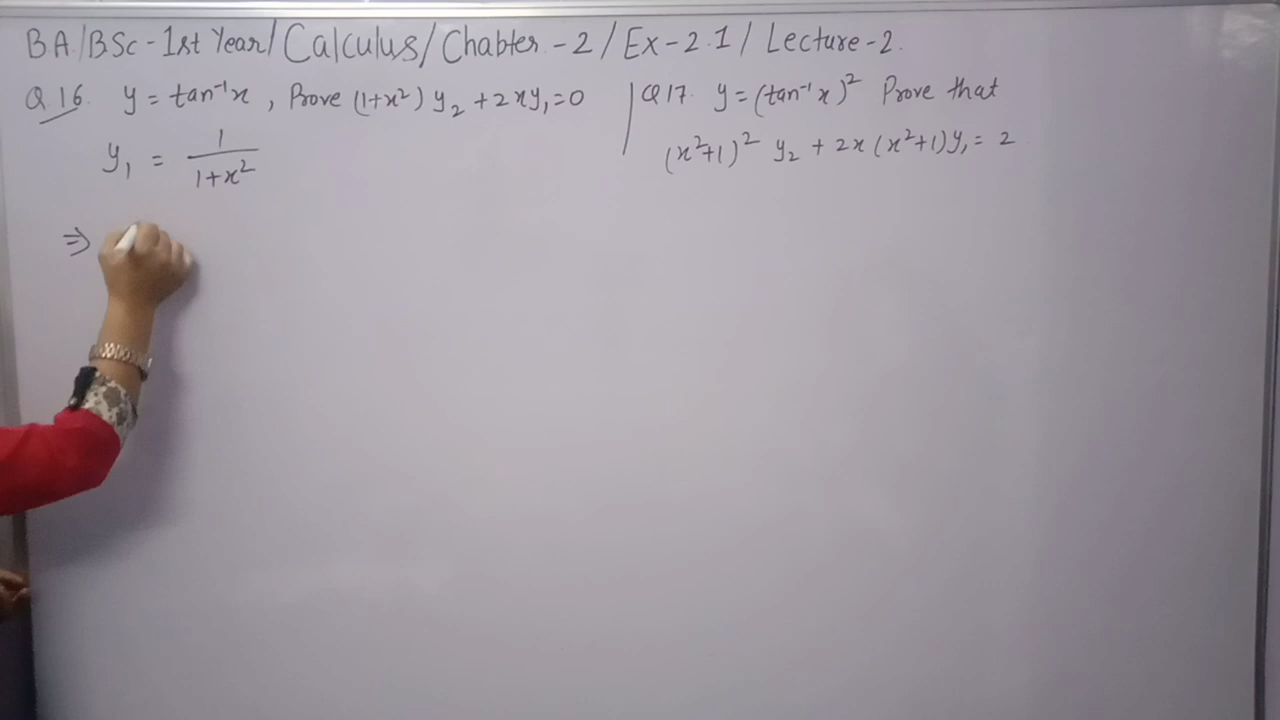 BA/BSc-1st Year/Calculus/Chabter-2/Ex-2.1/Lecture-2.
Q.16. y = tan⁻¹x, Prove (1+x²) y₂ + 2xy₁ = 0
y₁ = 1/(1+x²)
⇒
Q17. y = (tan⁻¹x)² Prove that
(x²+1)² y₂ + 2x(x²+1)y₁ = 2